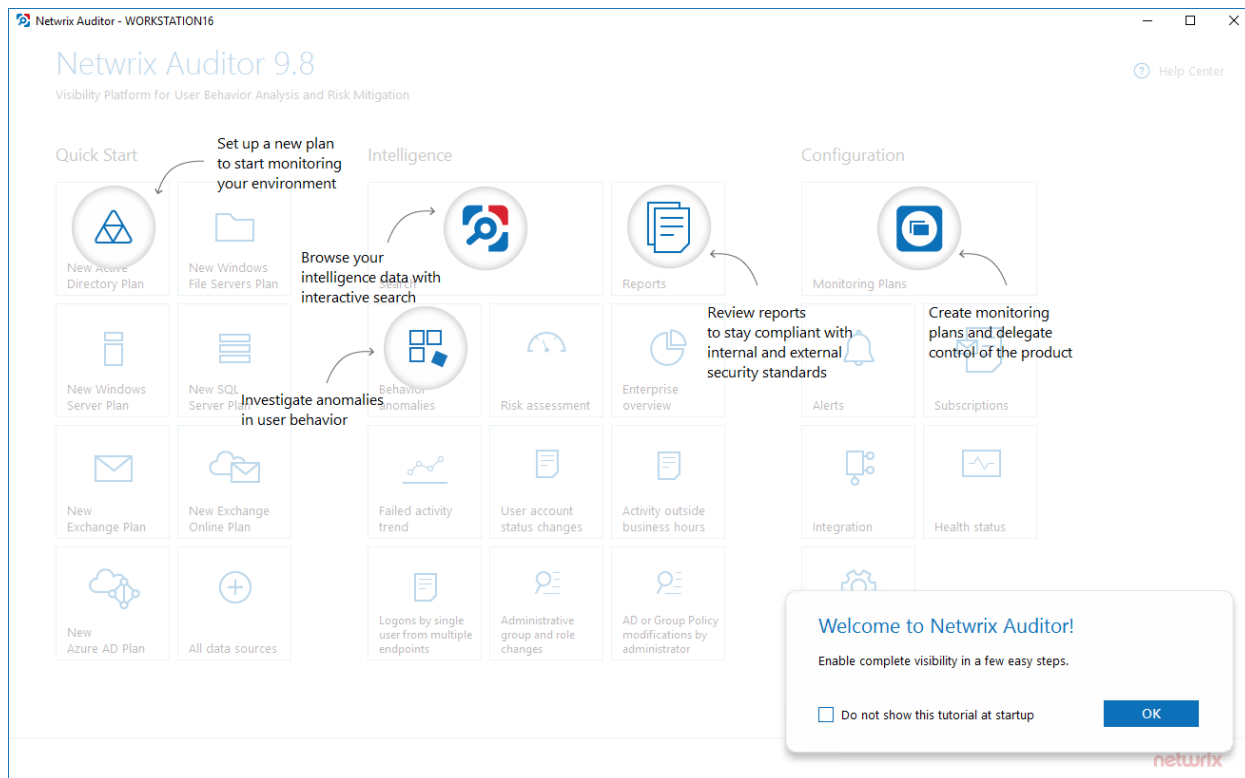 Netwrix Auditor - WORKSTATION16
Netwrix Auditor 9.8
Visibility Platform for User Behavior Analysis and Risk Mitigation
Help Center
Quick Start
Set up a new plan
to start monitoring
your environment
New Active
Directory Plan
New Windows
File Servers Plan
New Windows
Server Plan
New SQL
Server Plan
New
Exchange Plan
New Exchange
Online Plan
New
Azure AD Plan
All data sources
Intelligence
Browse your
intelligence data with
interactive search
Search
Reports
Review reports
to stay compliant with
internal and external
security standards
Investigate anomalies
in user behavior
Behavior
anomalies
Risk assessment
Enterprise
overview
Failed activity
trend
User account
status changes
Activity outside
business hours
Logons by single
user from multiple
endpoints
Administrative
group and role
changes
AD or Group Policy
modifications by
administrator
Configuration
Monitoring Plans
Create monitoring
plans and delegate
control of the product
Alerts
Subscriptions
Integration
Health status
Welcome to Netwrix Auditor!
Enable complete visibility in a few easy steps.
Do not show this tutorial at startup
OK
netwrix